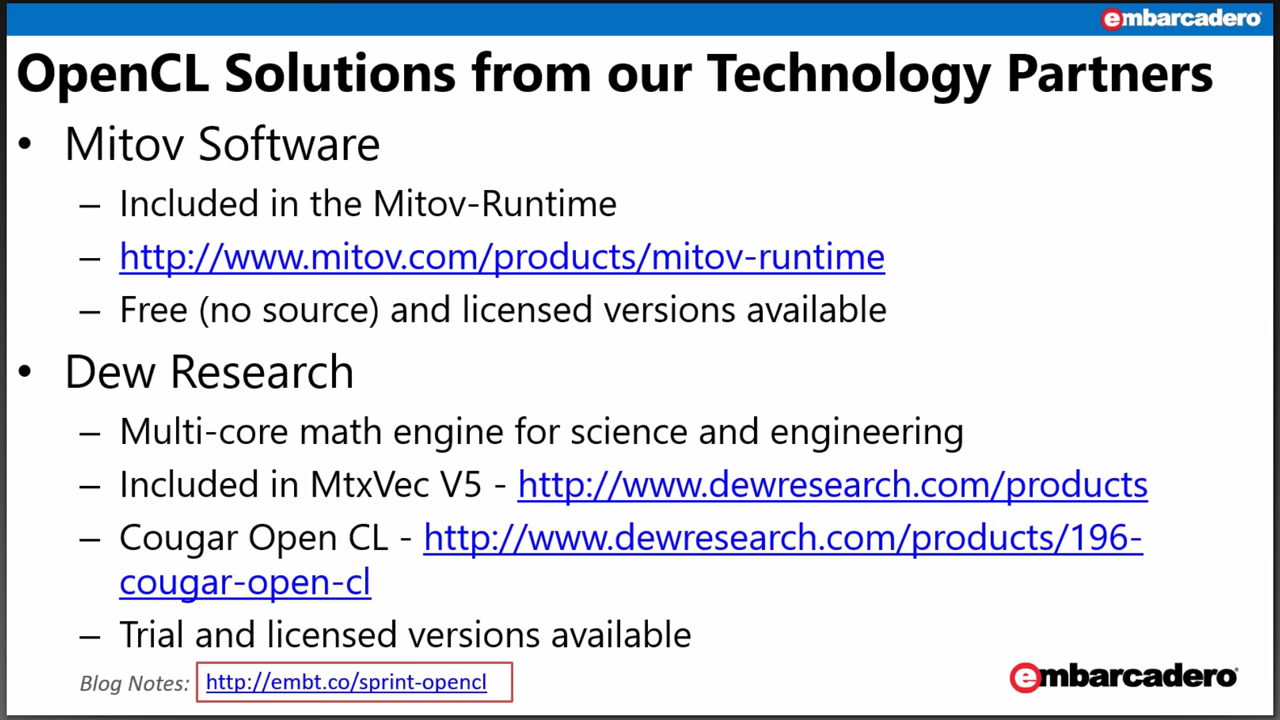 embarcadero
OpenCL Solutions from our Technology Partners
• Mitov Software
– Included in the Mitov-Runtime
– http://www.mitov.com/products/mitov-runtime
– Free (no source) and licensed versions available
• Dew Research
– Multi-core math engine for science and engineering
– Included in MtxVec V5 - http://www.dewresearch.com/products
– Cougar Open CL - http://www.dewresearch.com/products/196-
cougar-open-cl
– Trial and licensed versions available
Blog Notes: http://embt.co/sprint-opencl
embarcadero